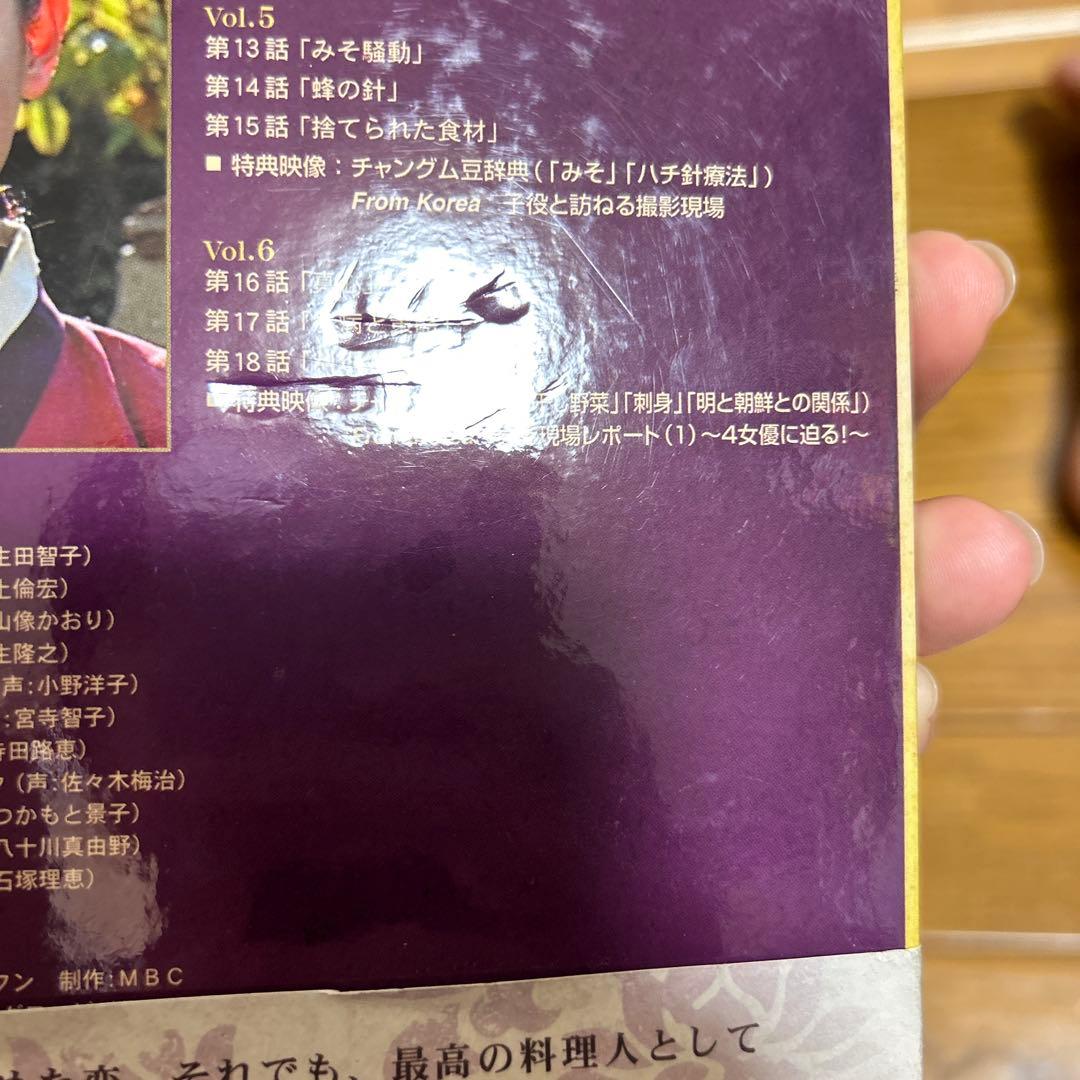 Vol.5
第13話「みそ騒動」
第14話「蜂の針」
第15話「捨てられた食材」
■ 特典映像：チャングム豆辞典（「みそ」「ハチ針療法」）
From Korea 子役と訪ねる撮影現場
Vol.6
第16話「真
第17話「
第18話「
特典映像：チ 干し野菜」「刺身」「明と朝鮮との関係」）
現場レポート（1）～4女優に迫る!～
生田智子）
土倫宏）
山像かおり）
生隆之）
声：小野洋子）
：宮寺智子）
寺田路恵）
（声：佐々木梅治）
つかもと景子）
八十川真由野）
石塚理恵）
ワン 制作：MBC
それでも、最高の料理人として